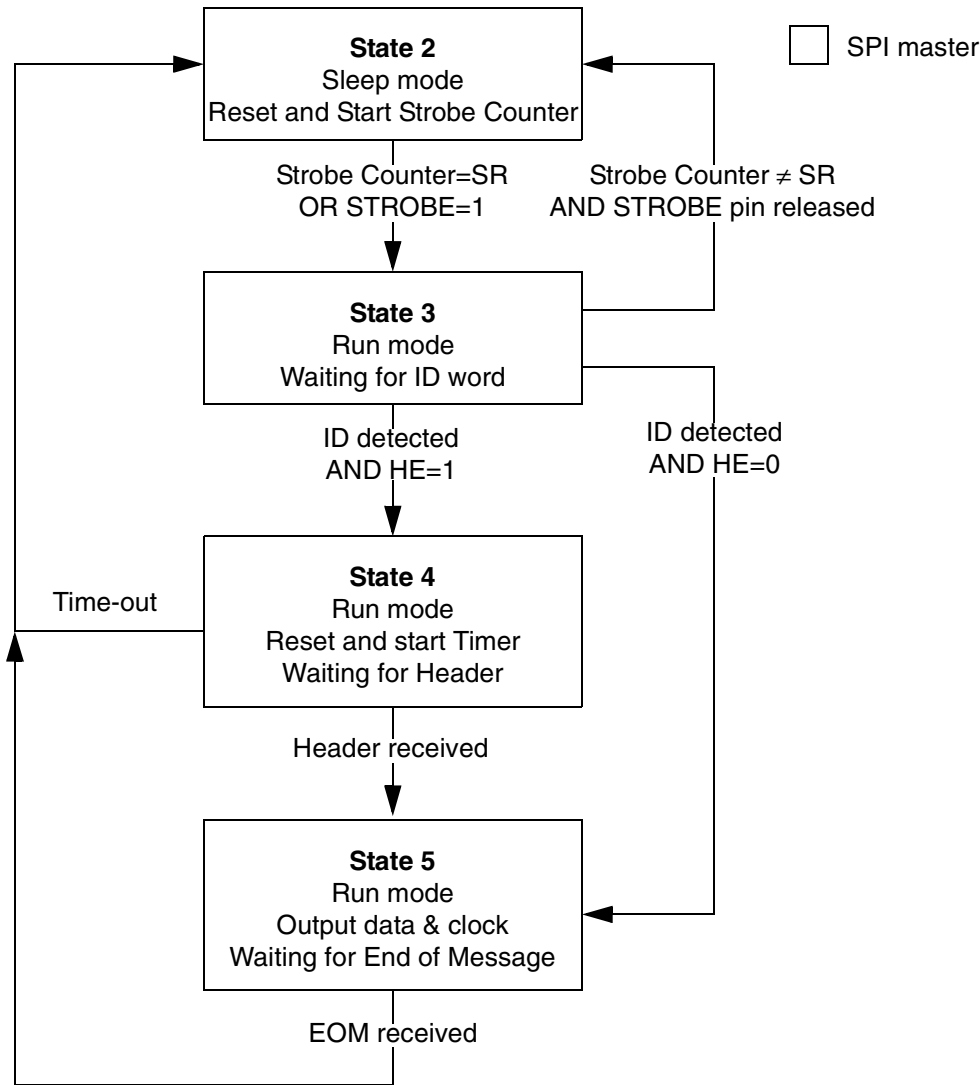 State 2
Sleep mode
Reset and Start Strobe Counter
SPI master
Strobe Counter=SR
OR STROBE=1
Strobe Counter ≠ SR
AND STROBE pin released
State 3
Run mode
Waiting for ID word
ID detected
AND HE=1
ID detected
AND HE=0
State 4
Run mode
Reset and start Timer
Waiting for Header
Time-out
Header received
State 5
Run mode
Output data & clock
Waiting for End of Message
EOM received